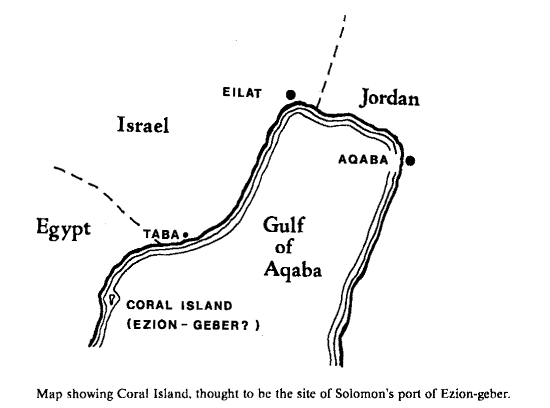 EILAT
Jordan
Israel
AQABA
Egypt
TABA
Gulf
of
Aqaba
CORAL ISLAND
(EZION-GEBER?)
Map showing Coral Island, thought to be the site of Solomon's port of Ezion-geber.